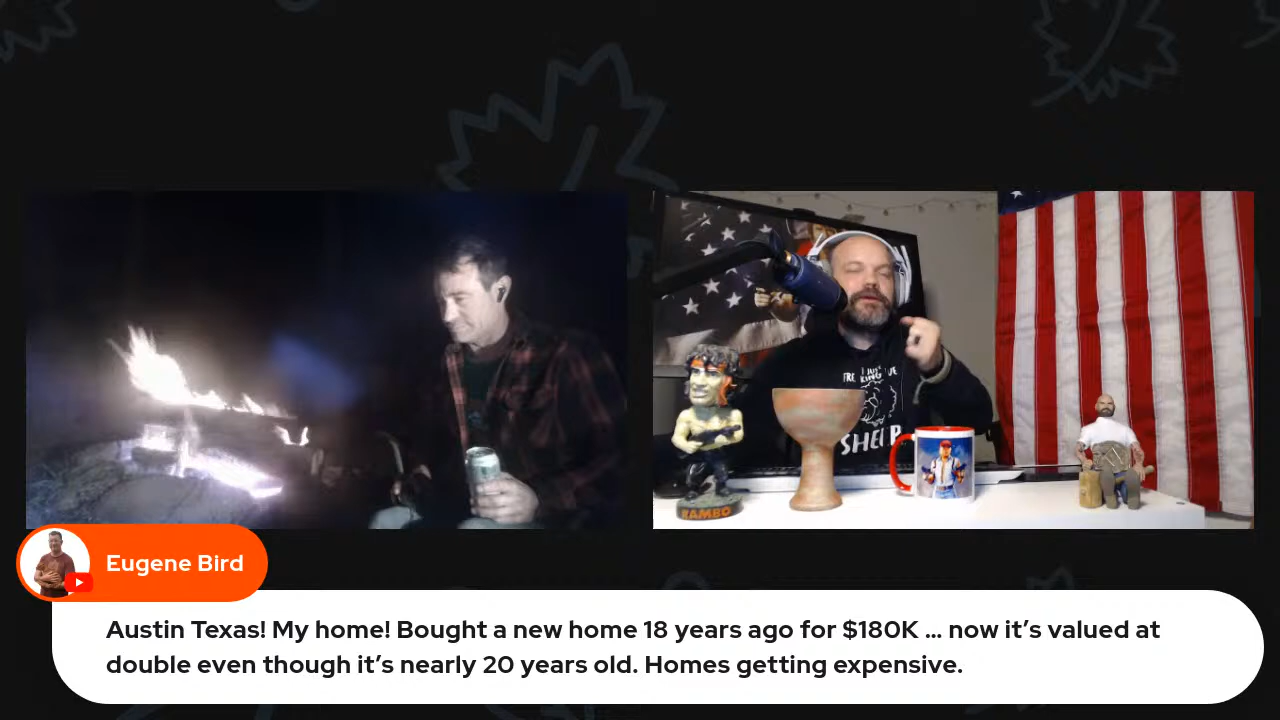 SHEEP
RAMBO
Eugene Bird
Austin Texas! My home! Bought a new home 18 years ago for $180K ... now it’s valued at
double even though it’s nearly 20 years old. Homes getting expensive.